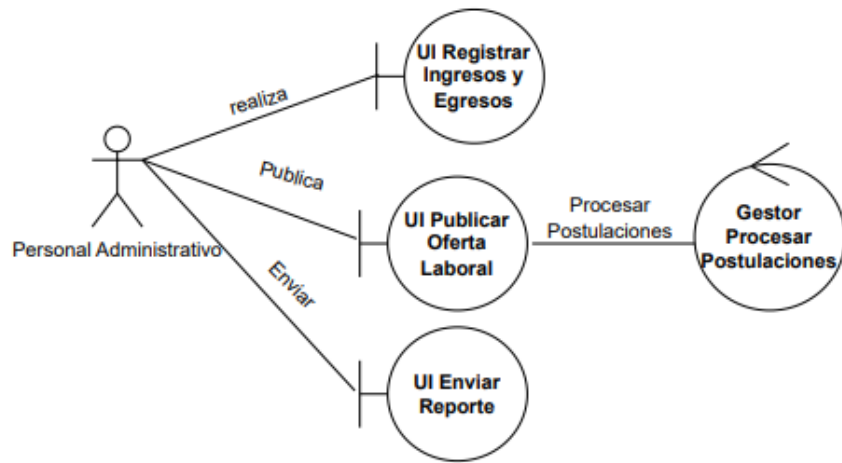 UI Registrar
Ingresos y
Egresos
realiza
Publica
Personal Administrativo
Enviar
UI Publicar
Oferta
Laboral
Procesar
Postulaciones
Gestor
Procesar
Postulaciones
UI Enviar
Reporte